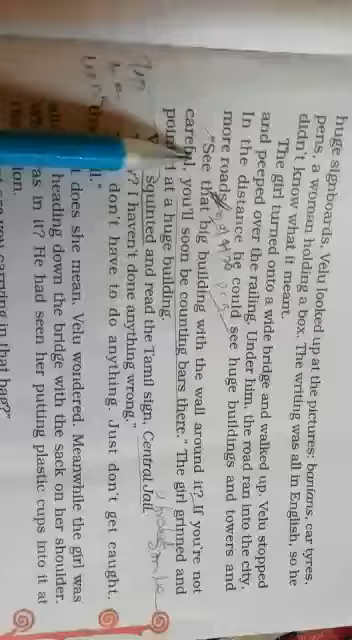 huge signboards. Velu looked up at the pictures: banians, car tyres,
pens, a woman holding a box. The writing was all in English, so he
didn't know what it meant.
The girl turned onto a wide bridge and walked up. Velu stopped
and peeped over the railing. Under him, the road ran into the city.
In the distance he could see huge buildings and towers and
more roads.
"See that big building with the wall around it? If you're not
careful, you'll soon be counting bars there." The girl grinned and
pointed at a huge building.
squinted and read the Tamil sign, Central Jail.
? I haven't done anything wrong."
don't have to do anything. Just don't get caught,
."
does she mean, Velu wondered. Meanwhile the girl was
heading down the bridge with the sack on her shoulder.
as in it? He had seen her putting plastic cups into it at
ion.
you carrying in that bag?"